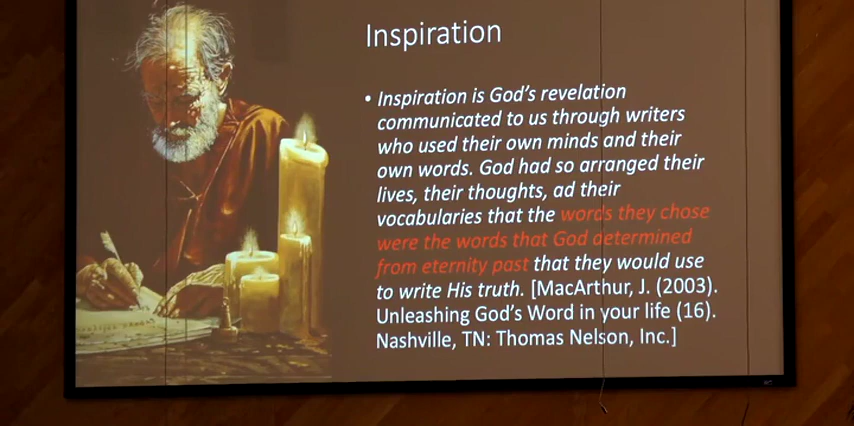 Inspiration
• Inspiration is God's revelation
communicated to us through writers
who used their own minds and their
own words. God had so arranged their
lives, their thoughts, ad their
vocabularies that the words they chose
were the words that God determined
from eternity past that they would use
to write His truth. [MacArthur, J. (2003).
Unleashing God's Word in your life (16).
Nashville, TN: Thomas Nelson, Inc.]